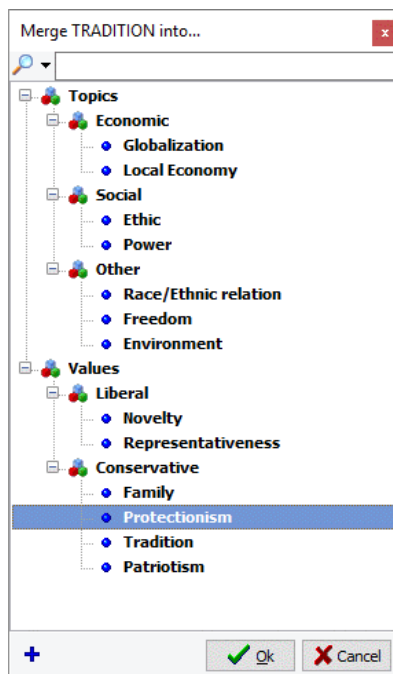 Merge TRADITION into...
x
Topics
Economic
Globalization
Local Economy
Social
Ethic
Power
Other
Race/Ethnic relation
Freedom
Environment
Values
Liberal
Novelty
Representativeness
Conservative
Family
Protectionism
Tradition
Patriotism
Ok Cancel